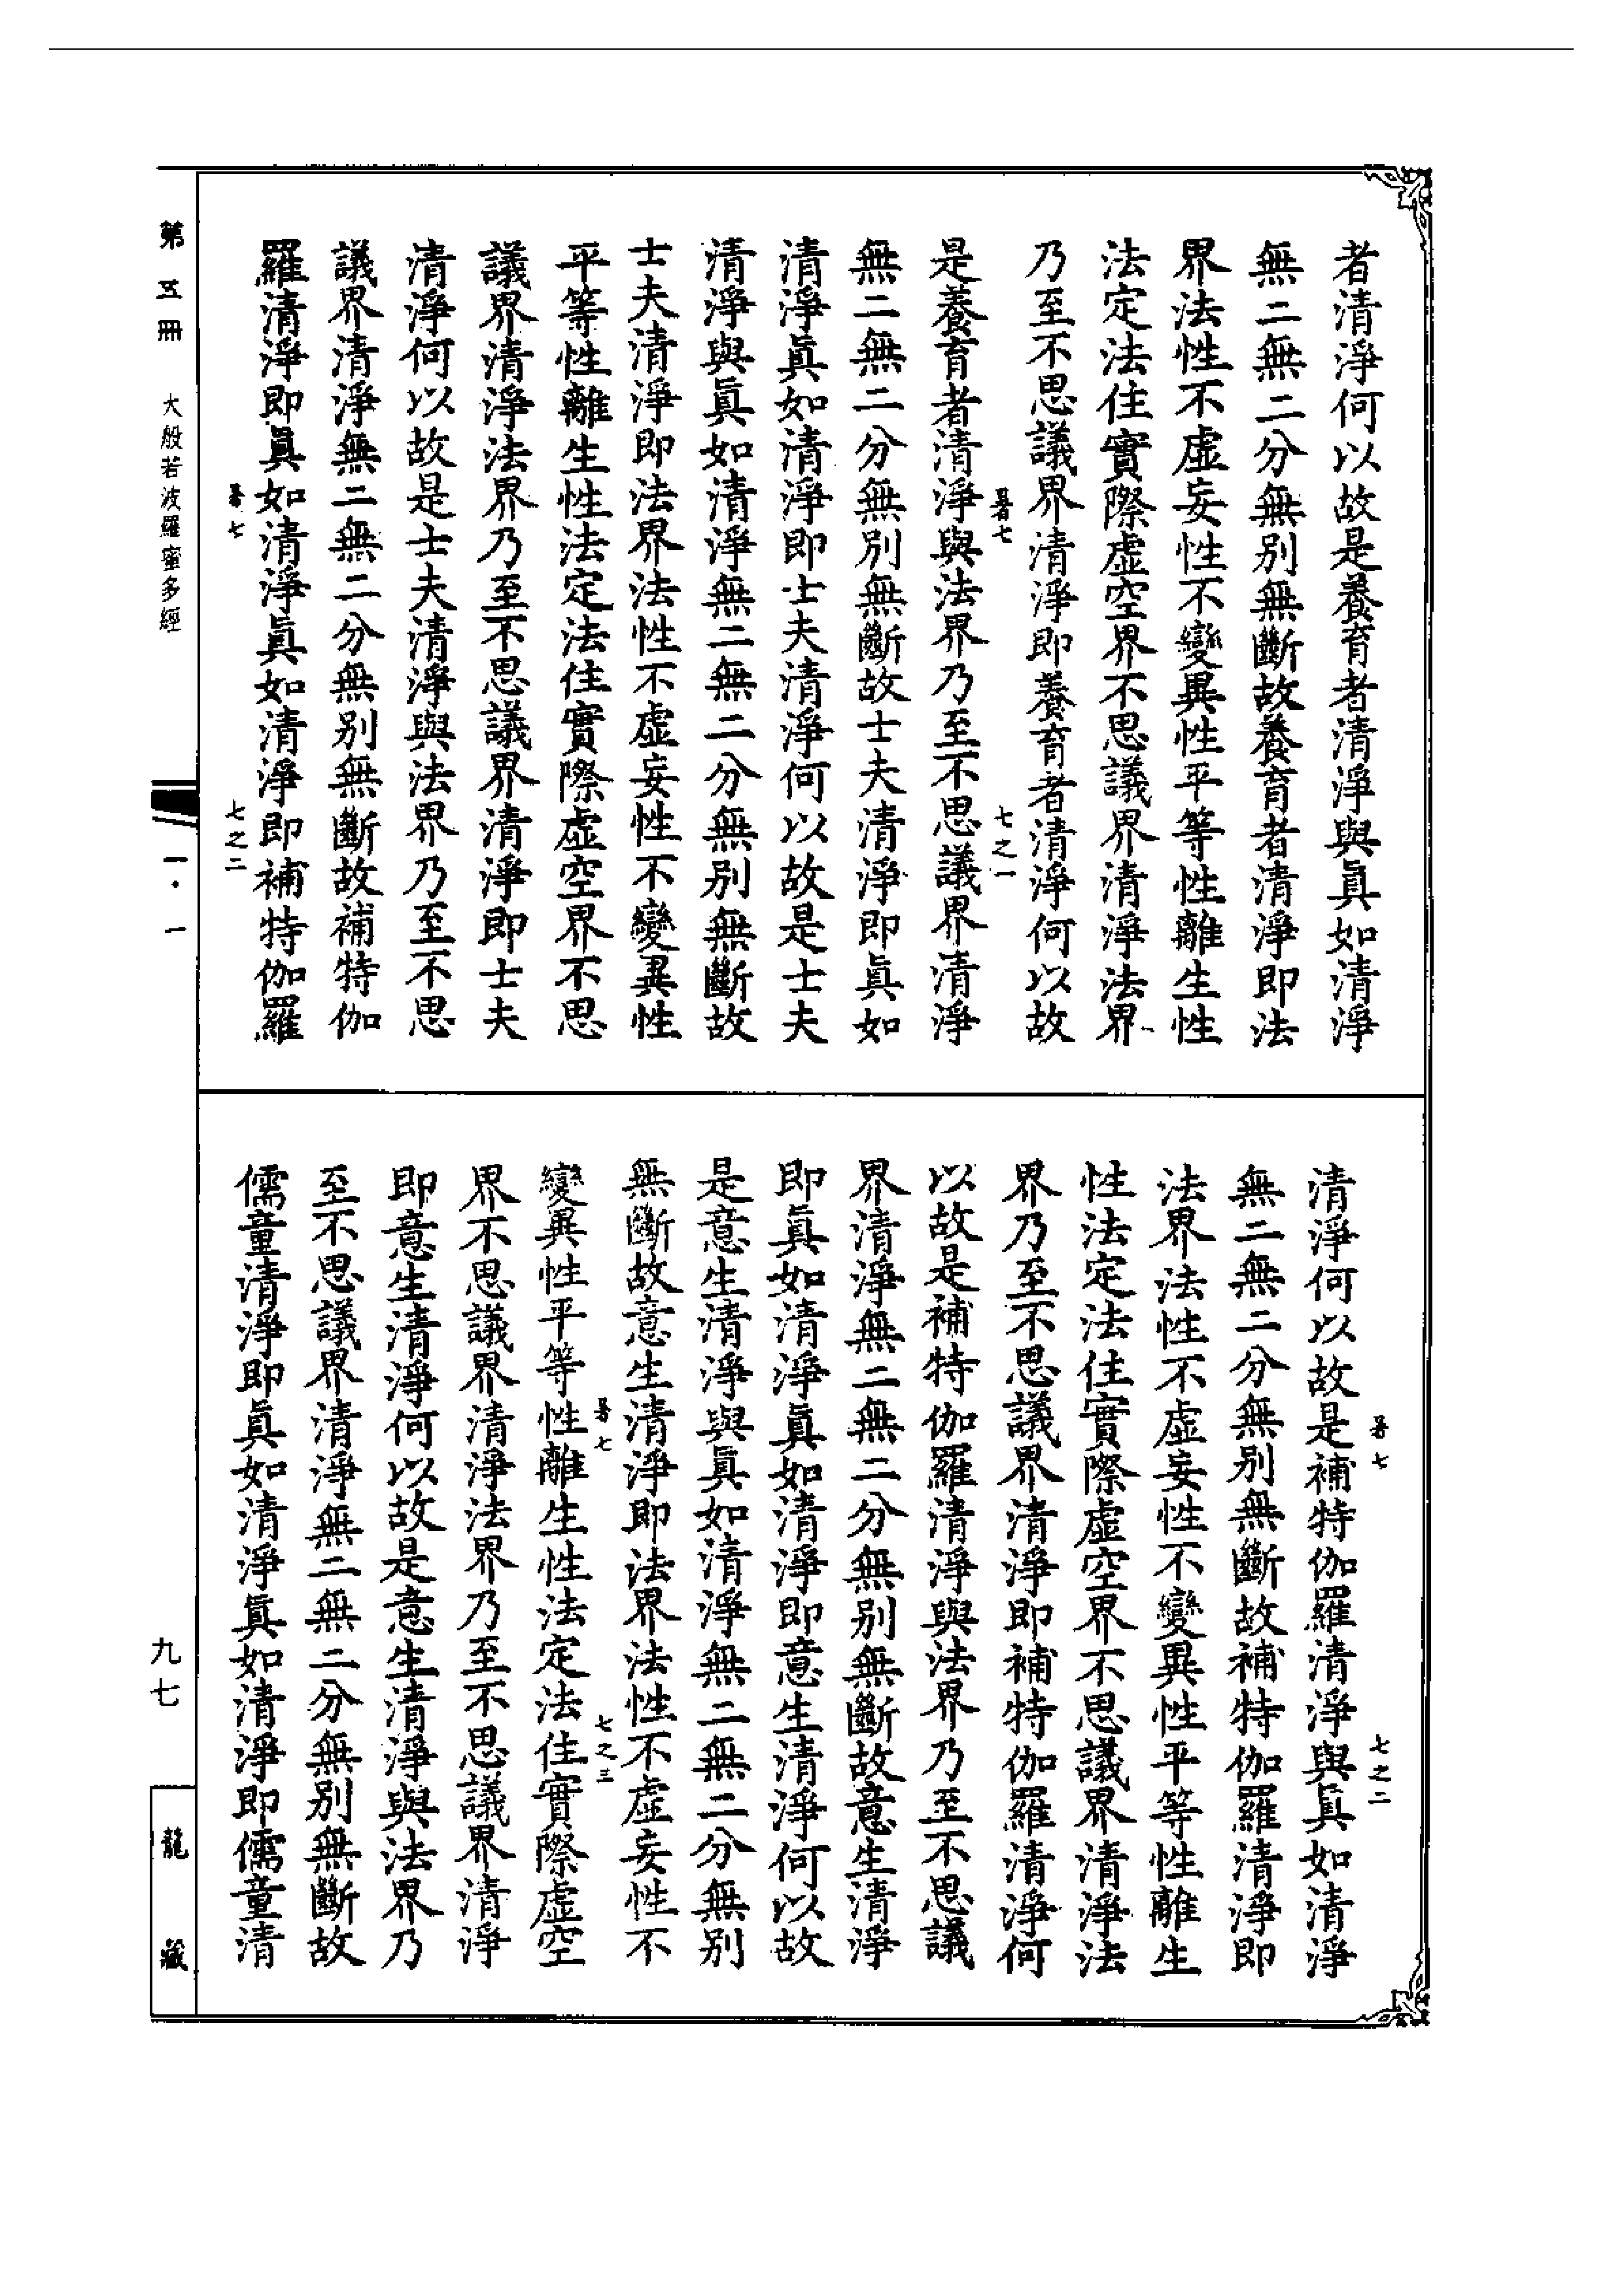 者清淨何以故是養育者清淨與眞如清淨
無二無二分無別無斷故養育者清淨即法
界法性不虛妄性不變異性平等性離生性
法定法住實際虛空界不思議界清淨法界
乃至不思議界清淨即養育者清淨何以故
暑七
七之一
是養育者清淨與法界乃至不思議界清淨
無二無二分無別無斷故士夫清淨即眞如
清淨眞如清淨即士夫清淨何以故是士夫
清淨與眞如清淨無二無二分無別無斷故
士夫清淨即法界法性不虛妄性不變異性
平等性離生性法定法住實際虛空界不思
議界清淨法界乃至不思議界清淨即士夫
清淨何以故是士夫清淨與法界乃至不思
議界清淨無二無二分無別無斷故補特伽
羅清淨即眞如清淨眞如清淨即補特伽羅
暑七
七之二
暑七
七之二
清淨何以故是補特伽羅清淨與眞如清淨
無二無二分無別無斷故補特伽羅清淨即
法界法性不虛妄性不變異性平等性離生
性法定法住實際虛空界不思議界清淨法
界乃至不思議界清淨即補特伽羅清淨何
以故是補特伽羅清淨與法界乃至不思議
界清淨無二無二分無別無斷故意生清淨
即眞如清淨眞如清淨即意生清淨何以故
是意生清淨與眞如清淨無二無二分無別
無斷故意生清淨即法界法性不虛妄性不
暑七
七之三
變異性平等性離生性法定法住實際虛空
界不思議界清淨法界乃至不思議界清淨
即意生清淨何以故是意生清淨與法界乃
至不思議界清淨無二無二分無別無斷故
儒童清淨即眞如清淨眞如清淨即儒童清
第五冊
大般若波羅蜜多經
一·一
九七
龍藏